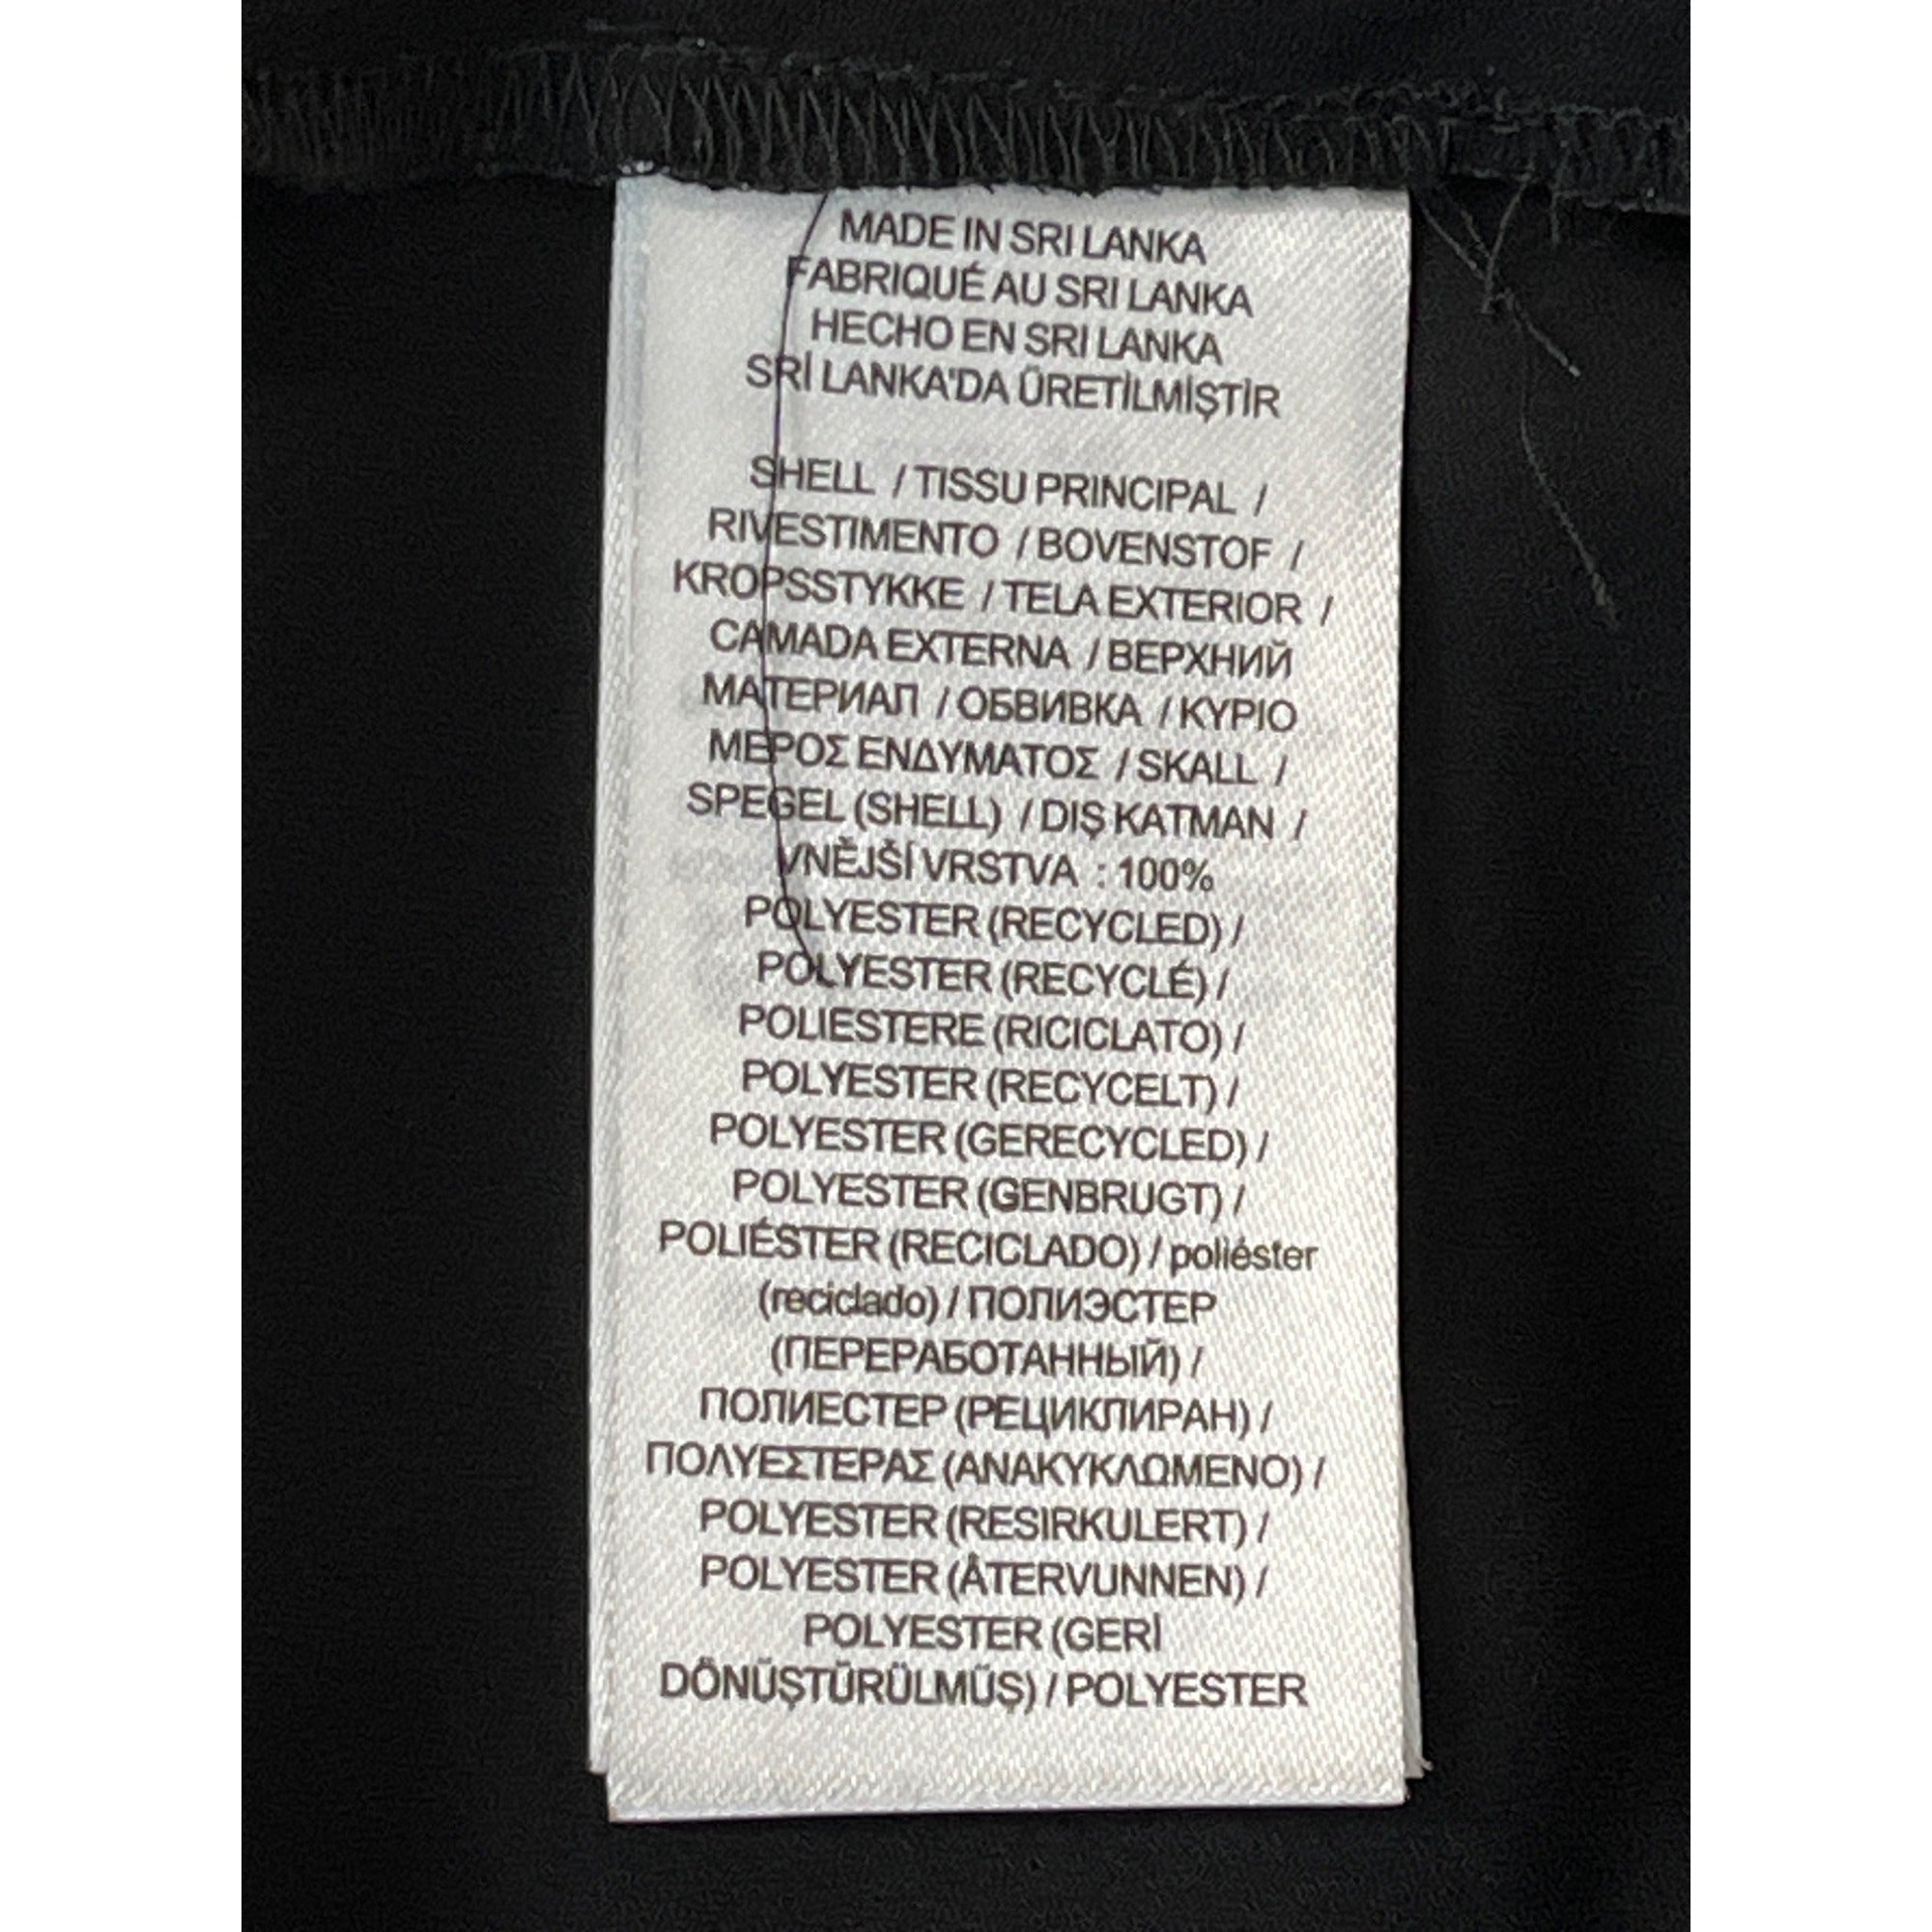 MADE IN SRI LANKA
FABRIQUÉ AU SRI LANKA
HECHO EN SRI LANKA
SRİ LANKA'DA ÜRETİLMİŞTİR
SHELL / TISSU PRINCIPAL /
RIVESTIMENTO / BOVENSTOF /
KROPSSTYKKE / TELA EXTERIOR /
CAMADA EXTERNA / ВЕРХНИЙ
МАТЕРИАЛ / ОБВИВКА / ΚΥΡΙΟ
ΜΕΡΟΣ ΕΝΔΥΜΑΤΟΣ / SKALL /
SPEGEL (SHELL) / DIŞ KATMAN /
VNĚJŠÍ VRSTVA : 100%
POLYESTER (RECYCLED) /
POLYESTER (RECYCLÉ) /
POLIESTERE (RICICLATO) /
POLYESTER (RECYCELT) /
POLYESTER (GERECYCLED) /
POLYESTER (GENBRUGT) /
POLIÉSTER (RECICLADO) / poliéster
(reciclado) / ПОЛИЭСТЕР
(ПЕРЕРАБОТАННЫЙ) /
ПОЛИЕСТЕР (РЕЦИКЛИРАН) /
ΠΟΛΥΕΣΤΕΡΑΣ (ΑΝΑΚΥΚΛΩΜΕΝΟ) /
POLYESTER (RESIRKULERT) /
POLYESTER (ÅTERVUNNEN) /
POLYESTER (GERİ
DÖNÜŞTÜRÜLMÜŞ) / POLYESTER